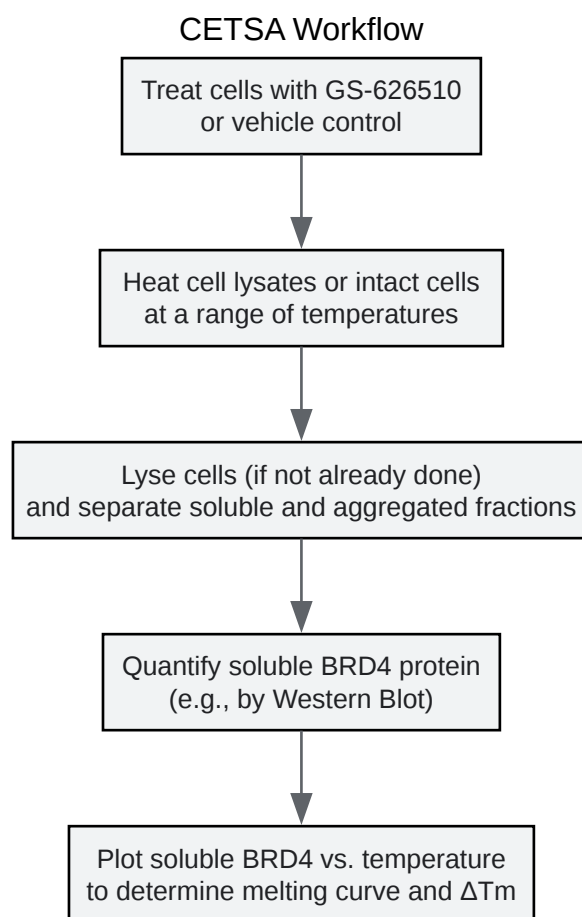 CETSA Workflow
Treat cells with GS-626510
or vehicle control
Heat cell lysates or intact cells
at a range of temperatures
Lyse cells (if not already done)
and separate soluble and aggregated fractions
Quantify soluble BRD4 protein
(e.g., by Western Blot)
Plot soluble BRD4 vs. temperature
to determine melting curve and ΔTm